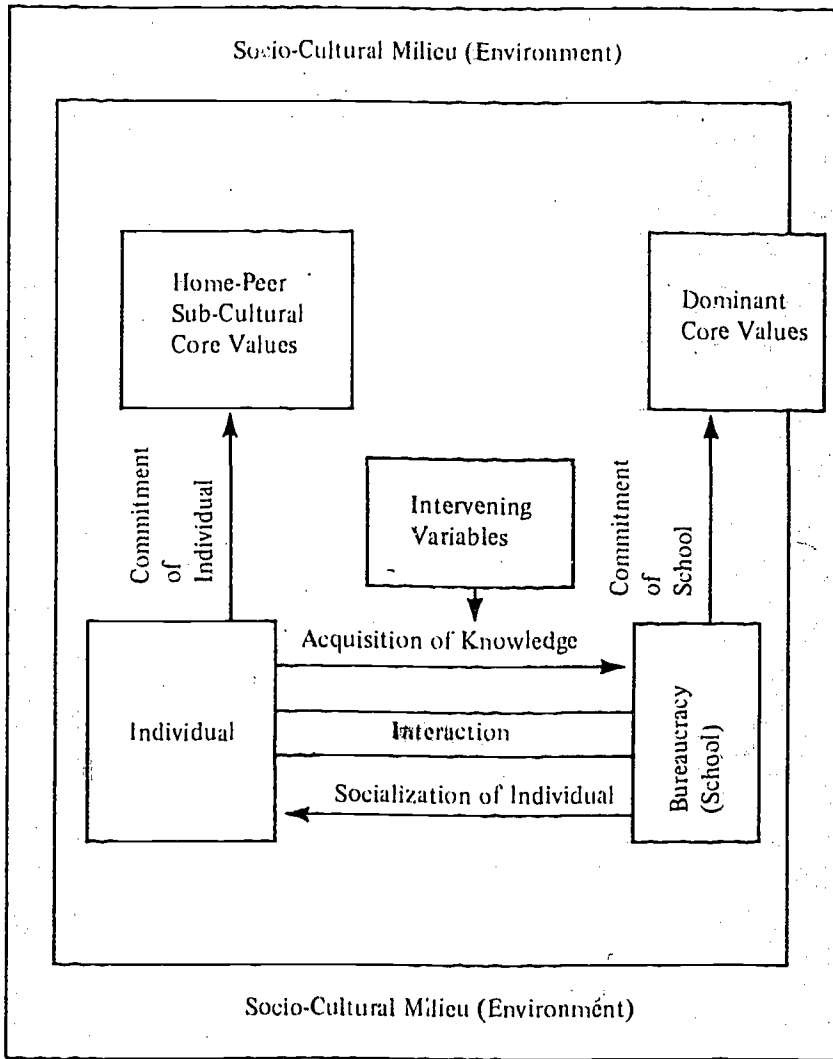 Socio-Cultural Milieu (Environment)
Home-Peer
Sub-Cultural
Core Values
Dominant
Core Values
Commitment
of
Individual
Intervening
Variables
Commitment
of
School
Acquisition of Knowledge
Individual
Interaction
Bureaucracy
(School)
Socialization of Individual
Socio-Cultural Milieu (Environment)